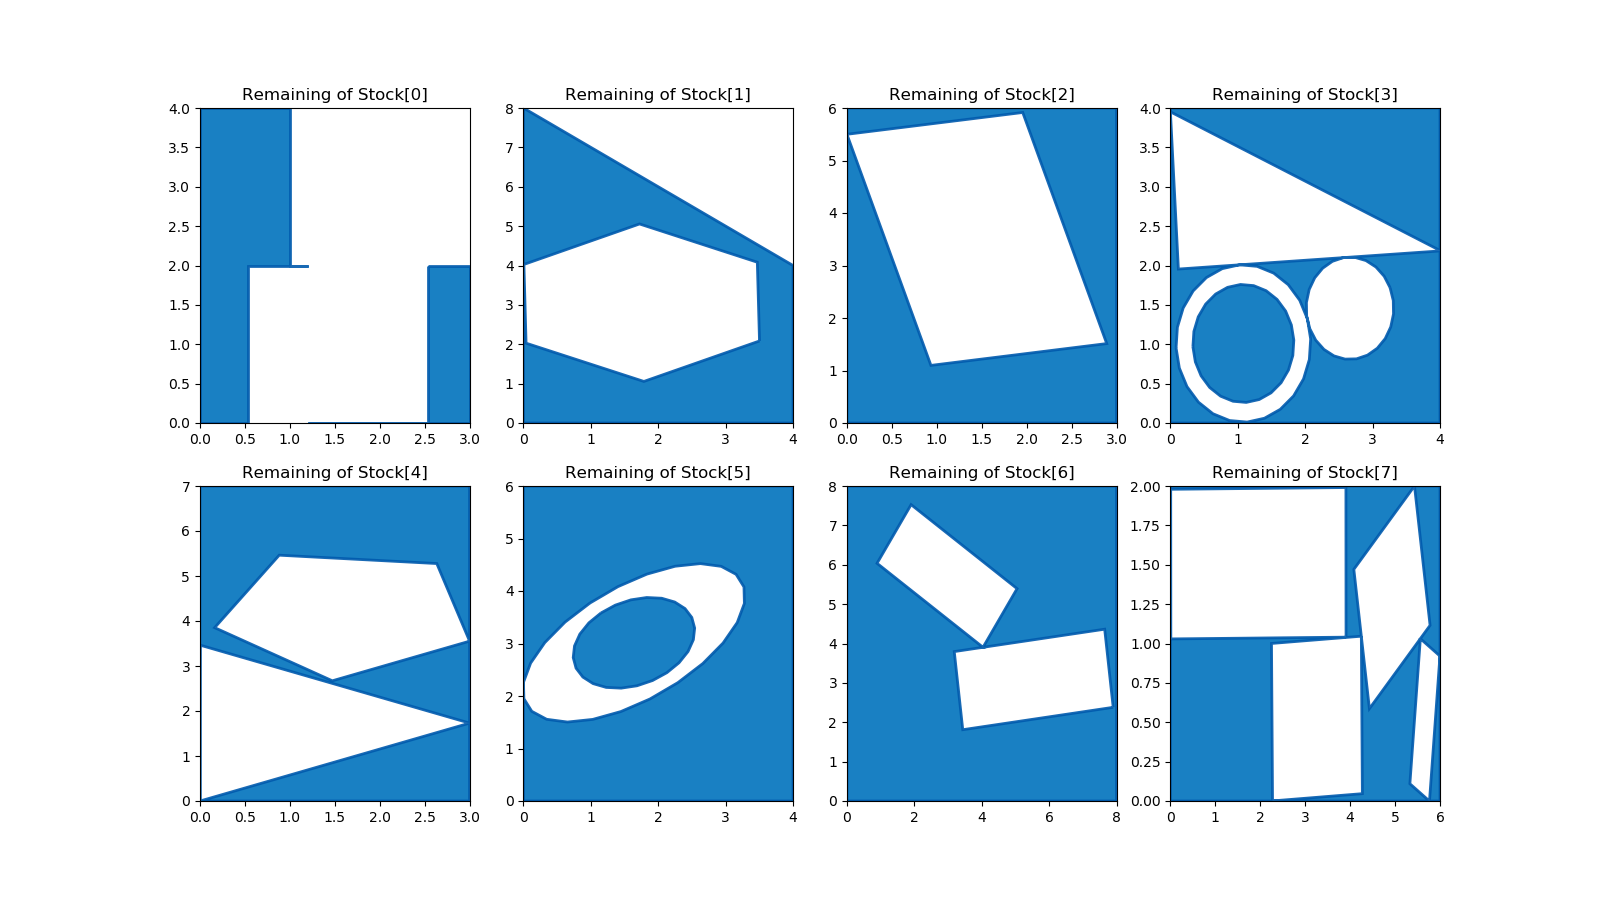 Remaining of Stock[0] Remaining of Stock[1] Remaining of Stock[2] Remaining of Stock[3]
4.0 8 6 4.0
3.5 7 3.5
5
3.0 6 3.0
2.5 5 4 2.5
2.0 4 3 2.0
1.5 3 1.5
2
1.0 2 1.0
1
0.5 1 0.5
0.0 0 0 0.0
0.0 0.5 1.0 1.5 2.0 2.5 3.0 0 1 2 3 4 0.0 0.5 1.0 1.5 2.0 2.5 3.0 0 1 2 3 4
Remaining of Stock[4] Remaining of Stock[5] Remaining of Stock[6] Remaining of Stock[7]
7 6 8 2.00
7 1.75
6 5
6 1.50
5
4 5 1.25
4
3 4 1.00
3
3 0.75
2 2
2 0.50
1 1 1 0.25
0 0 0 0.00
0.0 0.5 1.0 1.5 2.0 2.5 3.0 0 1 2 3 4 0 2 4 6 8 0 1 2 3 4 5 6